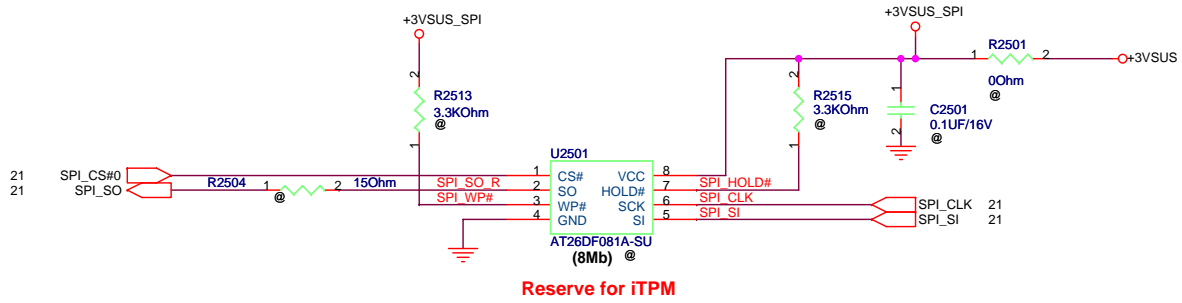 +3VSUS_SPI
+3VSUS_SPI
R2501
1 2
+3VSUS
0Ohm
@
2
R2513
3.3KOhm
@
1
2
R2515
3.3KOhm
@
1
1
C2501
0.1UF/16V
@
2
U2501
21 SPI_CS#0 1 CS# VCC 8
21 SPI_SO R2504 1 2 15Ohm SPI_SO_R 2 SO HOLD# 7 SPI_HOLD#
@ SPI_WP# 3 WP# SCK 6 SPI_CLK SPI_CLK 21
4 GND SI 5 SPI_SI SPI_SI 21
AT26DF081A-SU
(8Mb) @
Reserve for iTPM